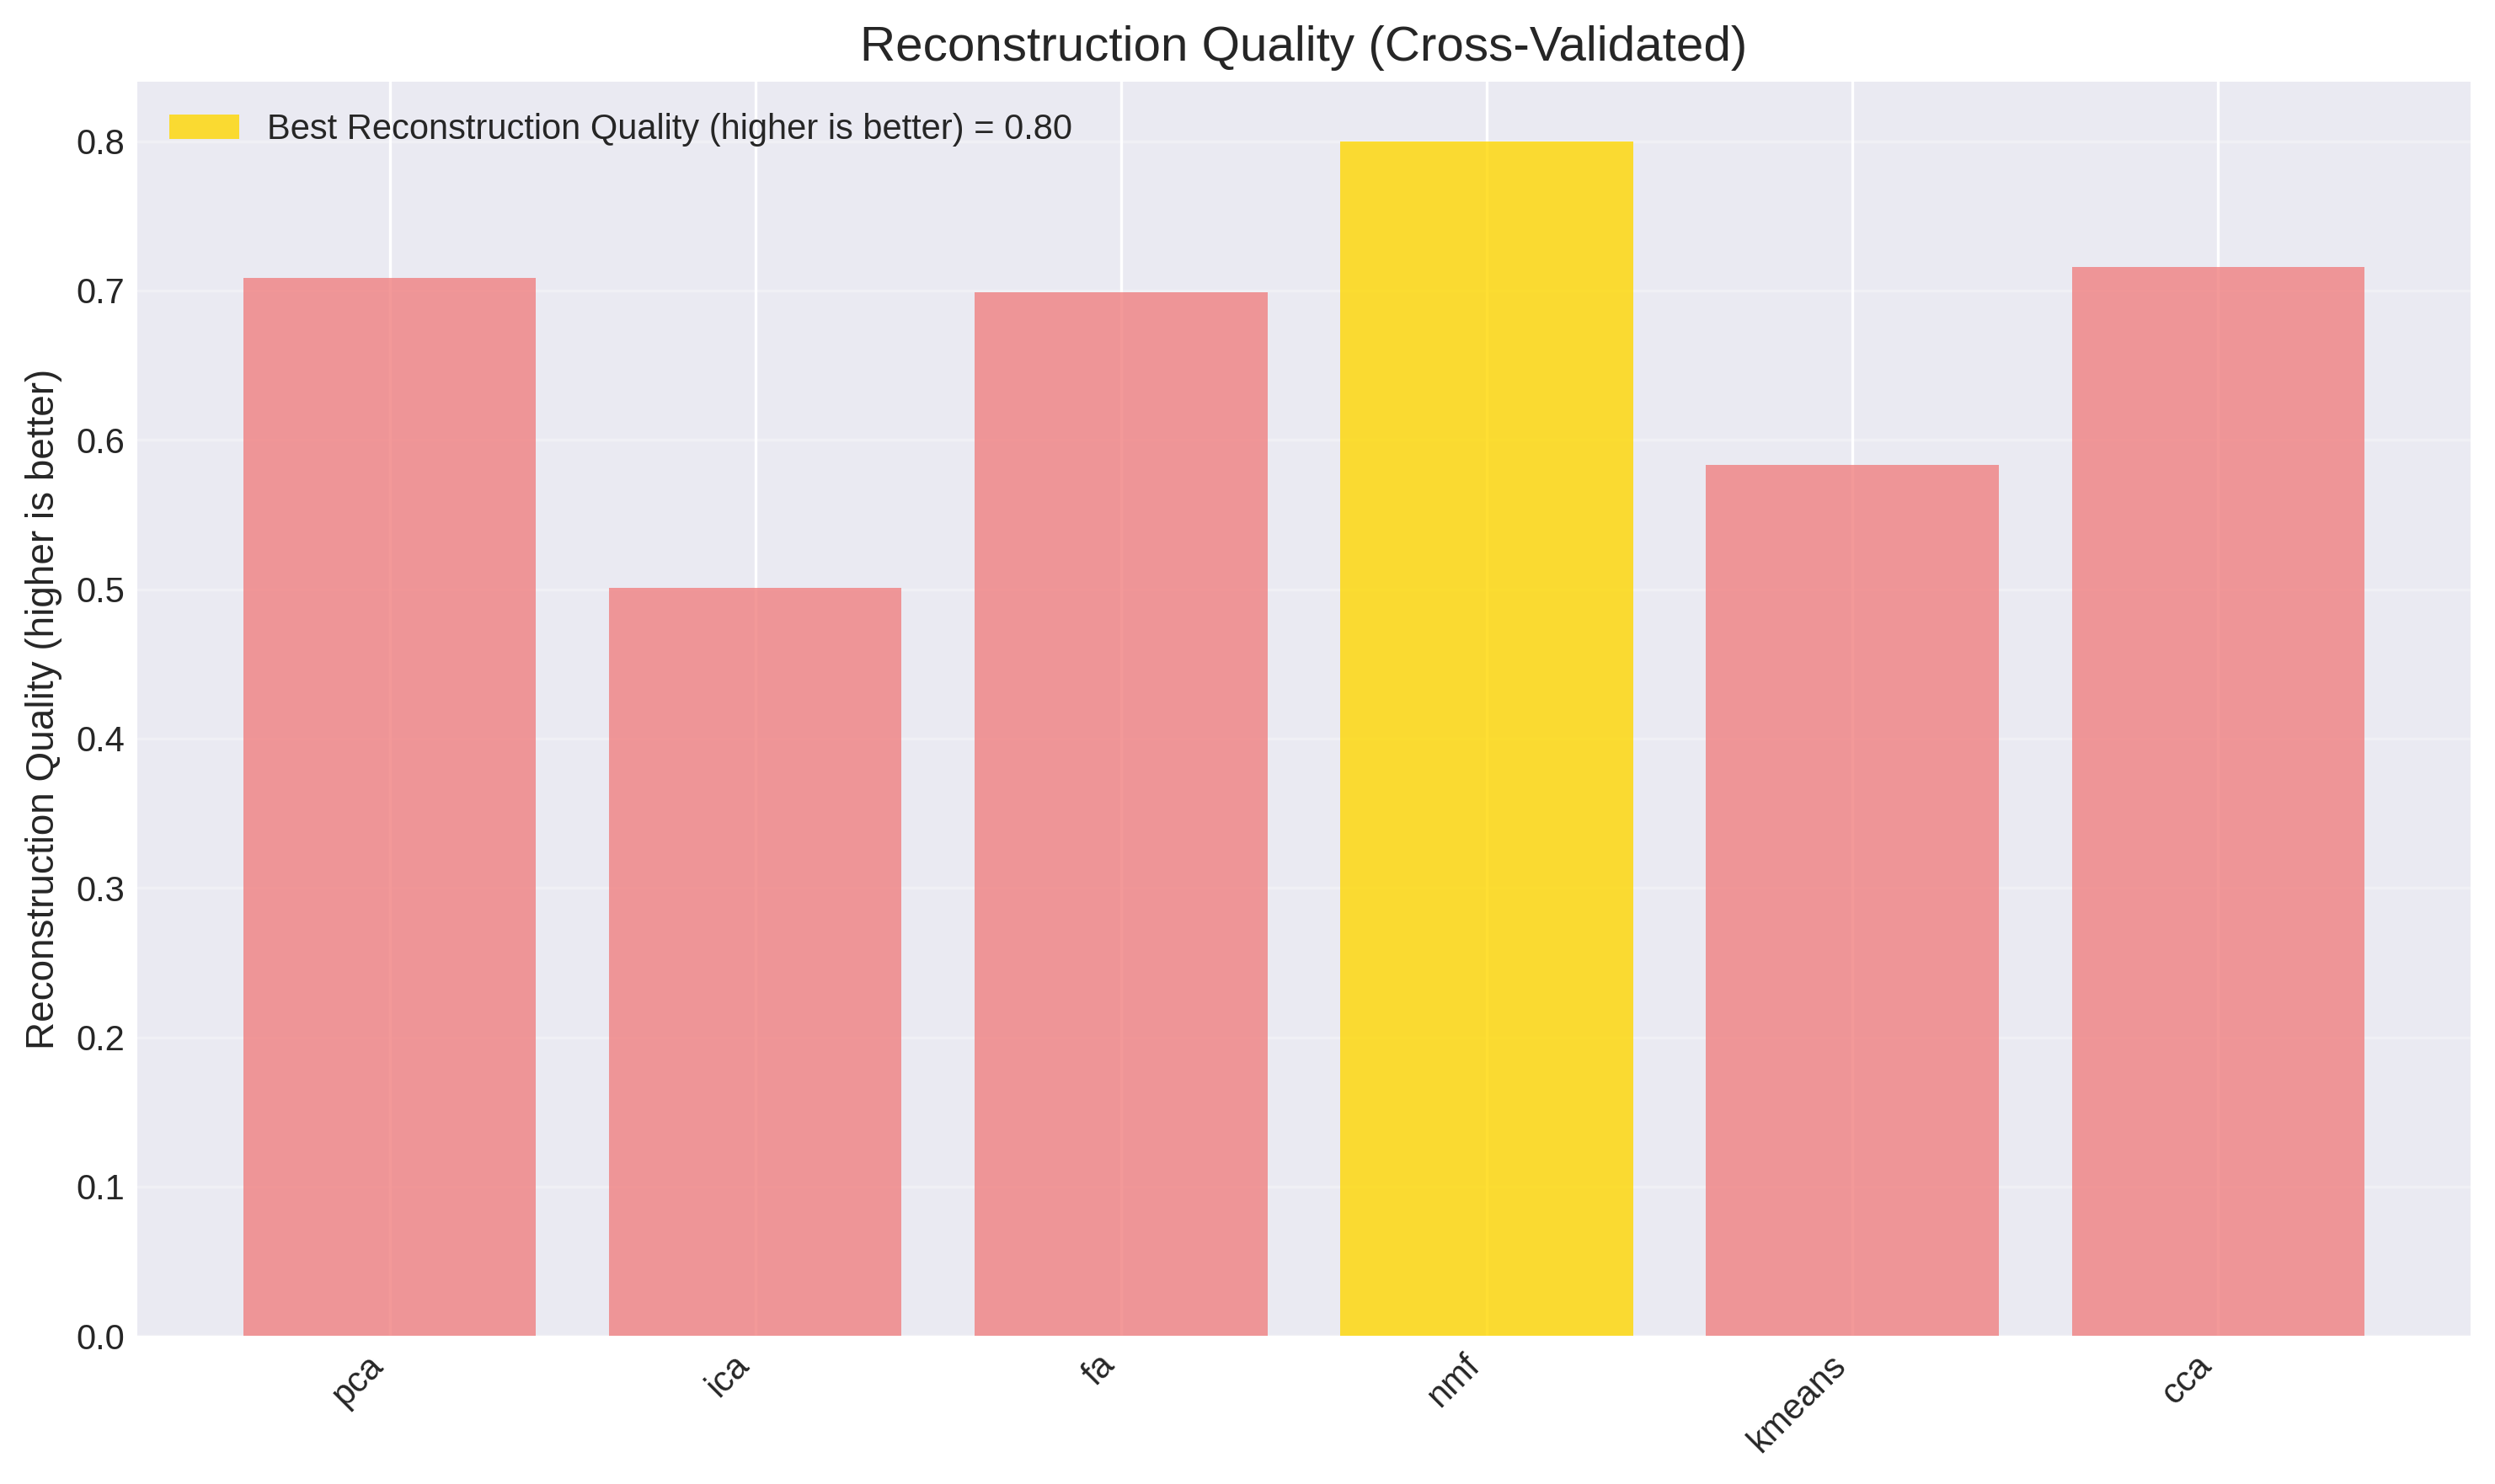 Reconstruction Quality (Cross-Validated)
Best Reconstruction Quality (higher is better) = 0.80
Reconstruction Quality (higher is better)
0.8
0.7
0.6
0.5
0.4
0.3
0.2
0.1
0.0
pca
ica
fa
nmf
kmeans
cca